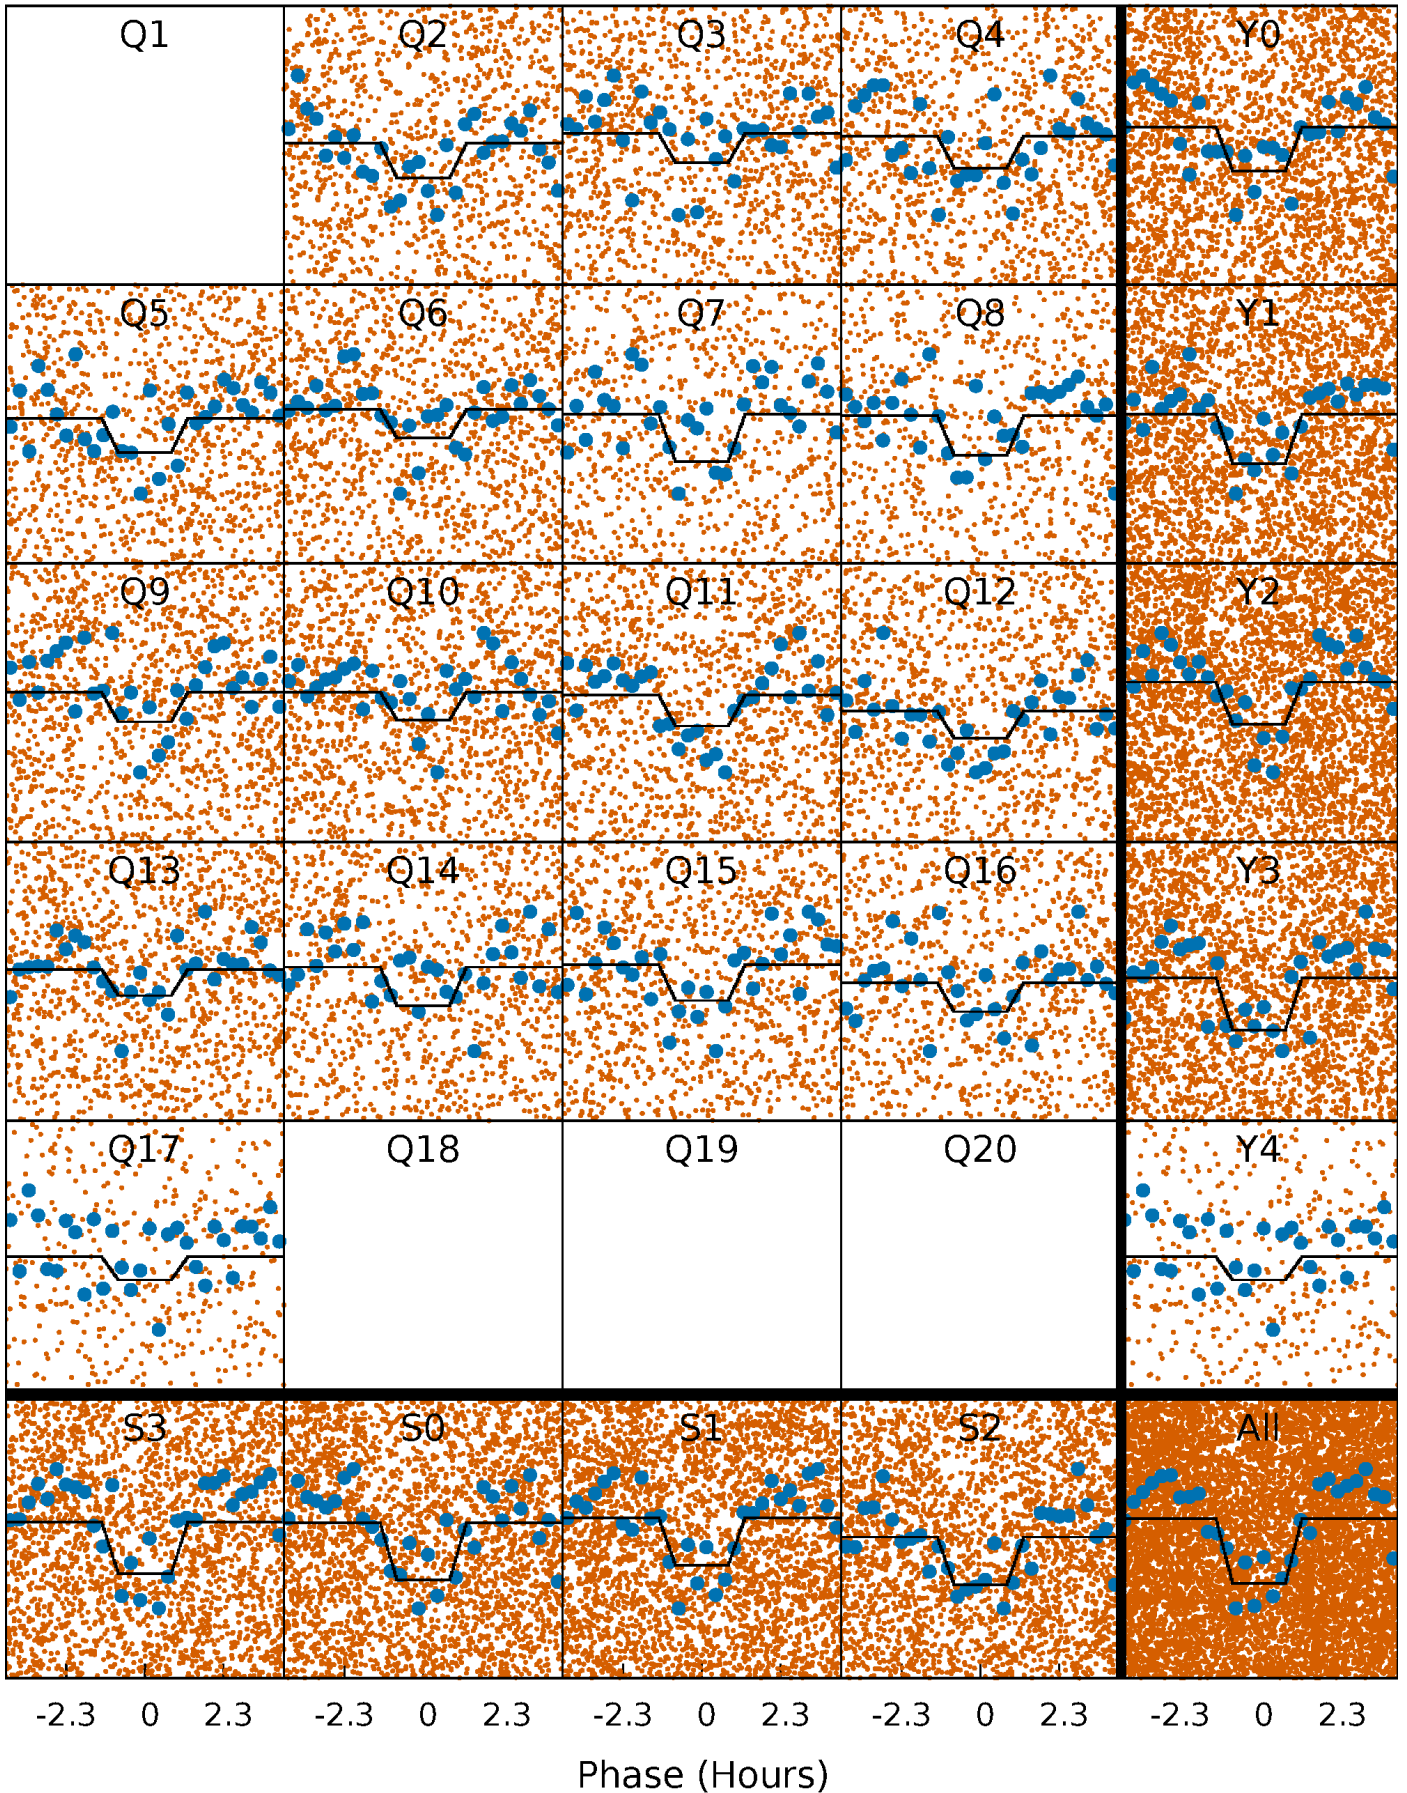 Q1 Q2 Q3 Q4 Y0
Q5 Q6 Q7 Q8 Y1
Q9 Q10 Q11 Q12 Y2
Q13 Q14 Q15 Q16 Y3
Q17 Q18 Q19 Q20 Y4
S3 S0 S1 S2 All
-2.3 0 2.3 -2.3 0 2.3 -2.3 0 2.3 -2.3 0 2.3 -2.3 0 2.3
Phase (Hours)